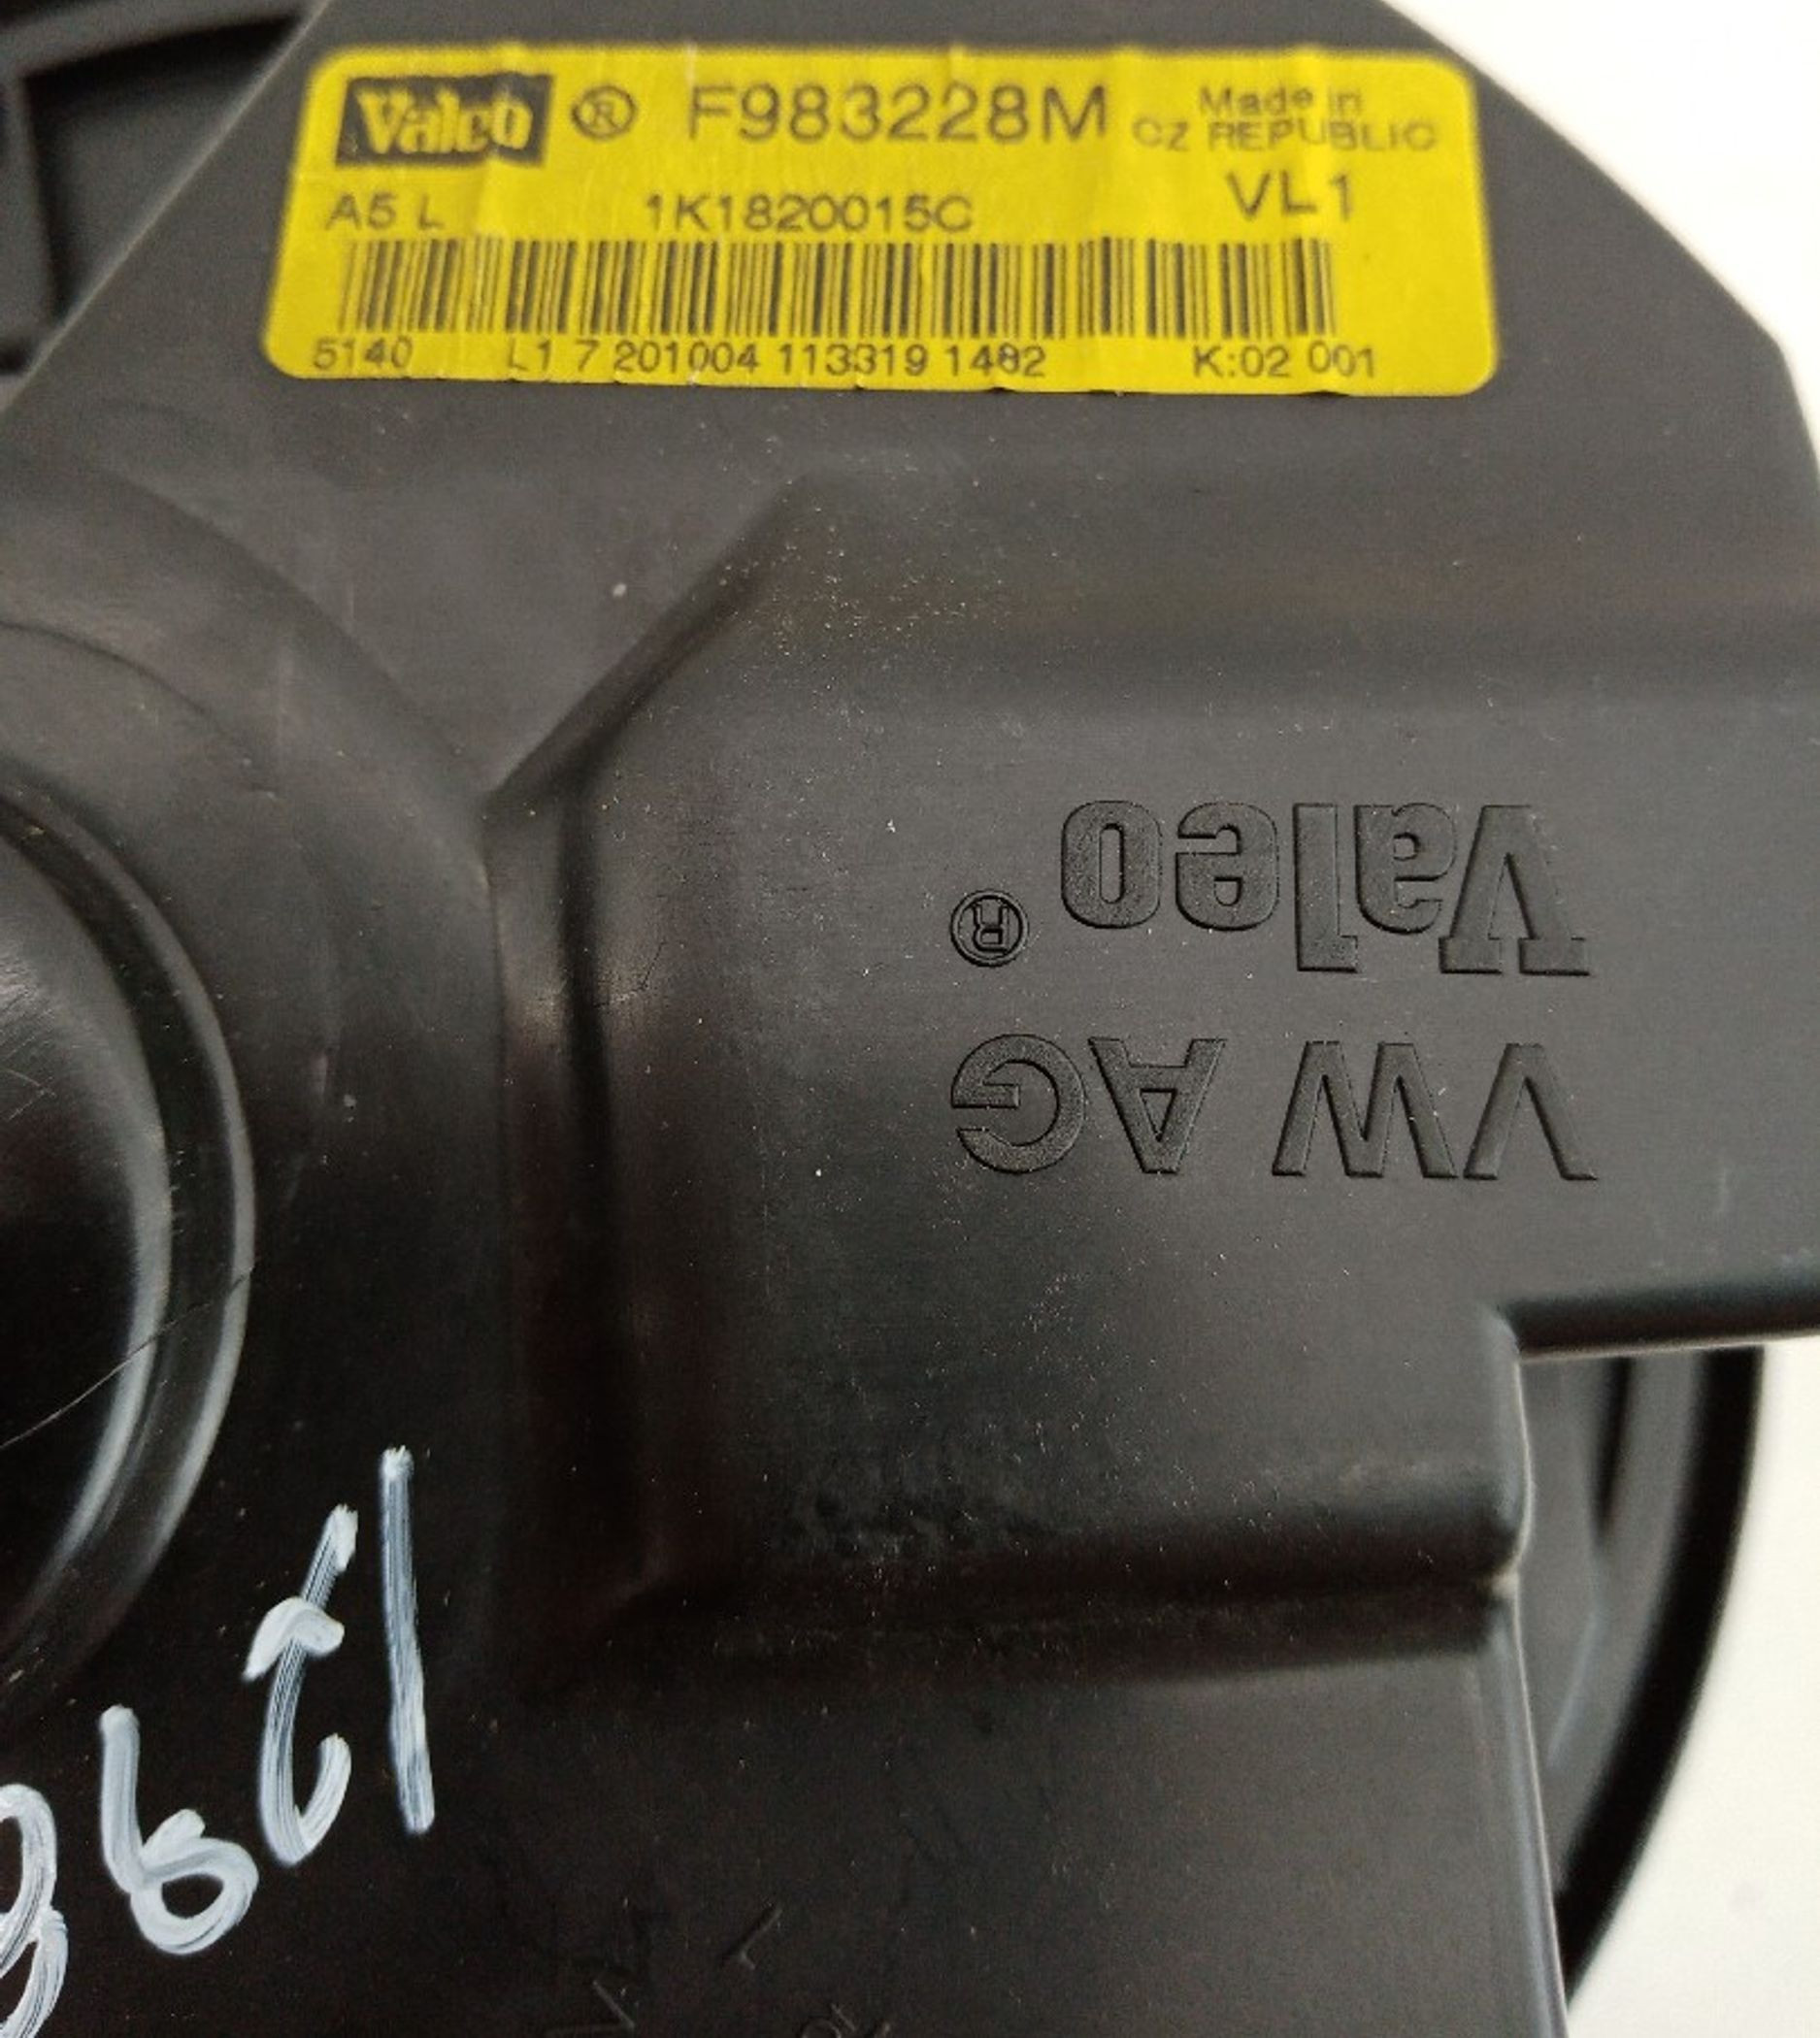 Valeo ® F983228M Made in
CZ REPUBLIC
A5 L 1K1820015C VL1
5140 L1 7 201004 113319 1482 K:02 001
VW AG
Valeo ®